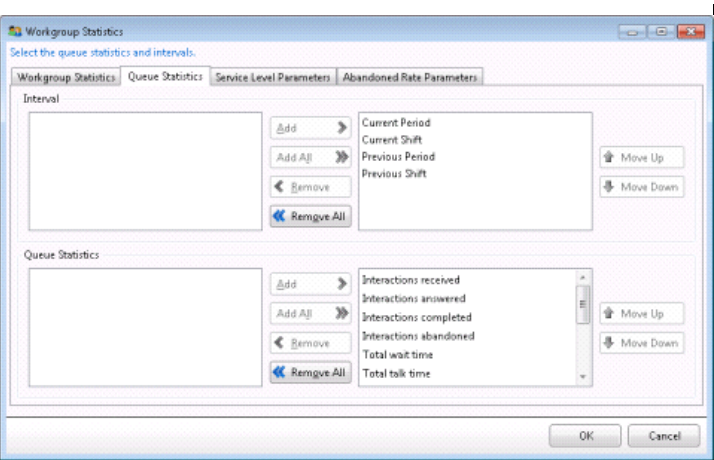 Workgroup Statistics
Select the queue statistics and intervals.
Workgroup Statistics Queue Statistics Service Level Parameters Abandoned Rate Parameters
Interval
Add
Add All
Remove
Remove All
Current Period
Current Shift
Previous Period
Previous Shift
Move Up
Move Down
Queue Statistics
Add
Add All
Remove
Remove All
Interactions received
Interactions answered
Interactions completed
Interactions abandoned
Total wait time
Total talk time
Move Up
Move Down
OK Cancel